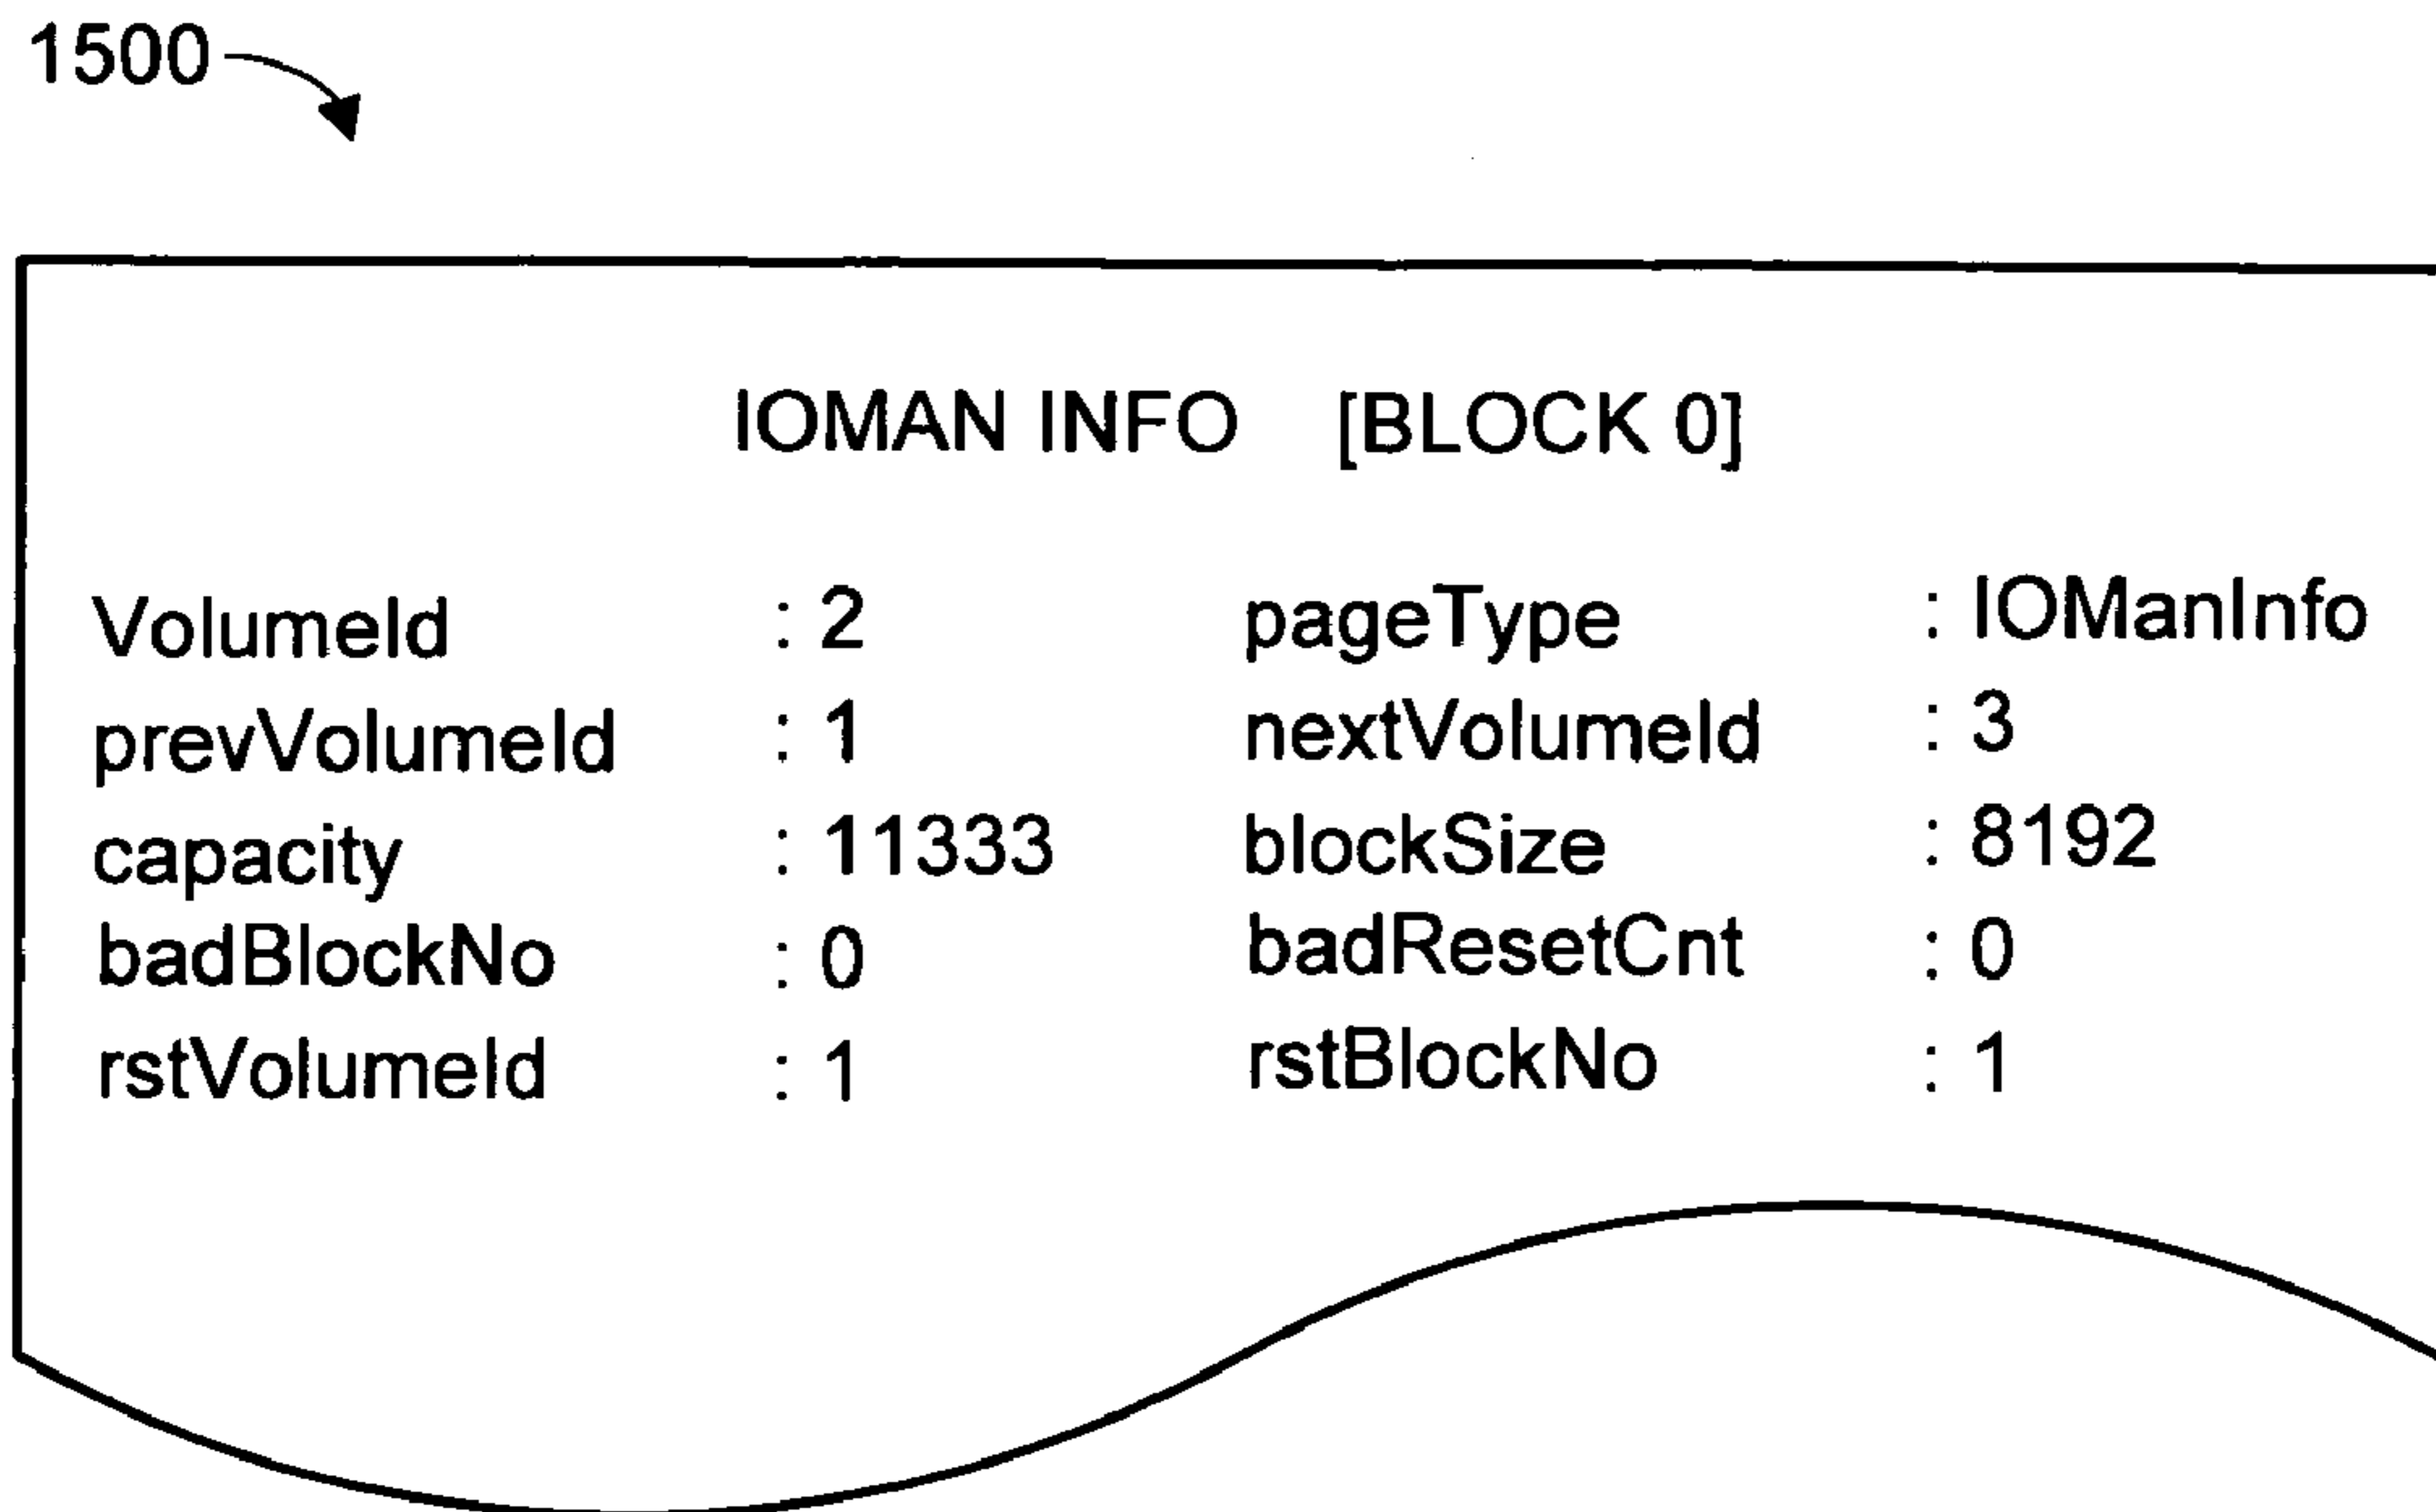 1500
IOMAN INFO [BLOCK 0]
VolumeId : 2 pageType : IOManInfo
prevVolumeId : 1 nextVolumeId : 3
capacity : 11333 blockSize : 8192
badBlockNo : 0 badResetCnt : 0
rstVolumeId : 1 rstBlockNo : 1